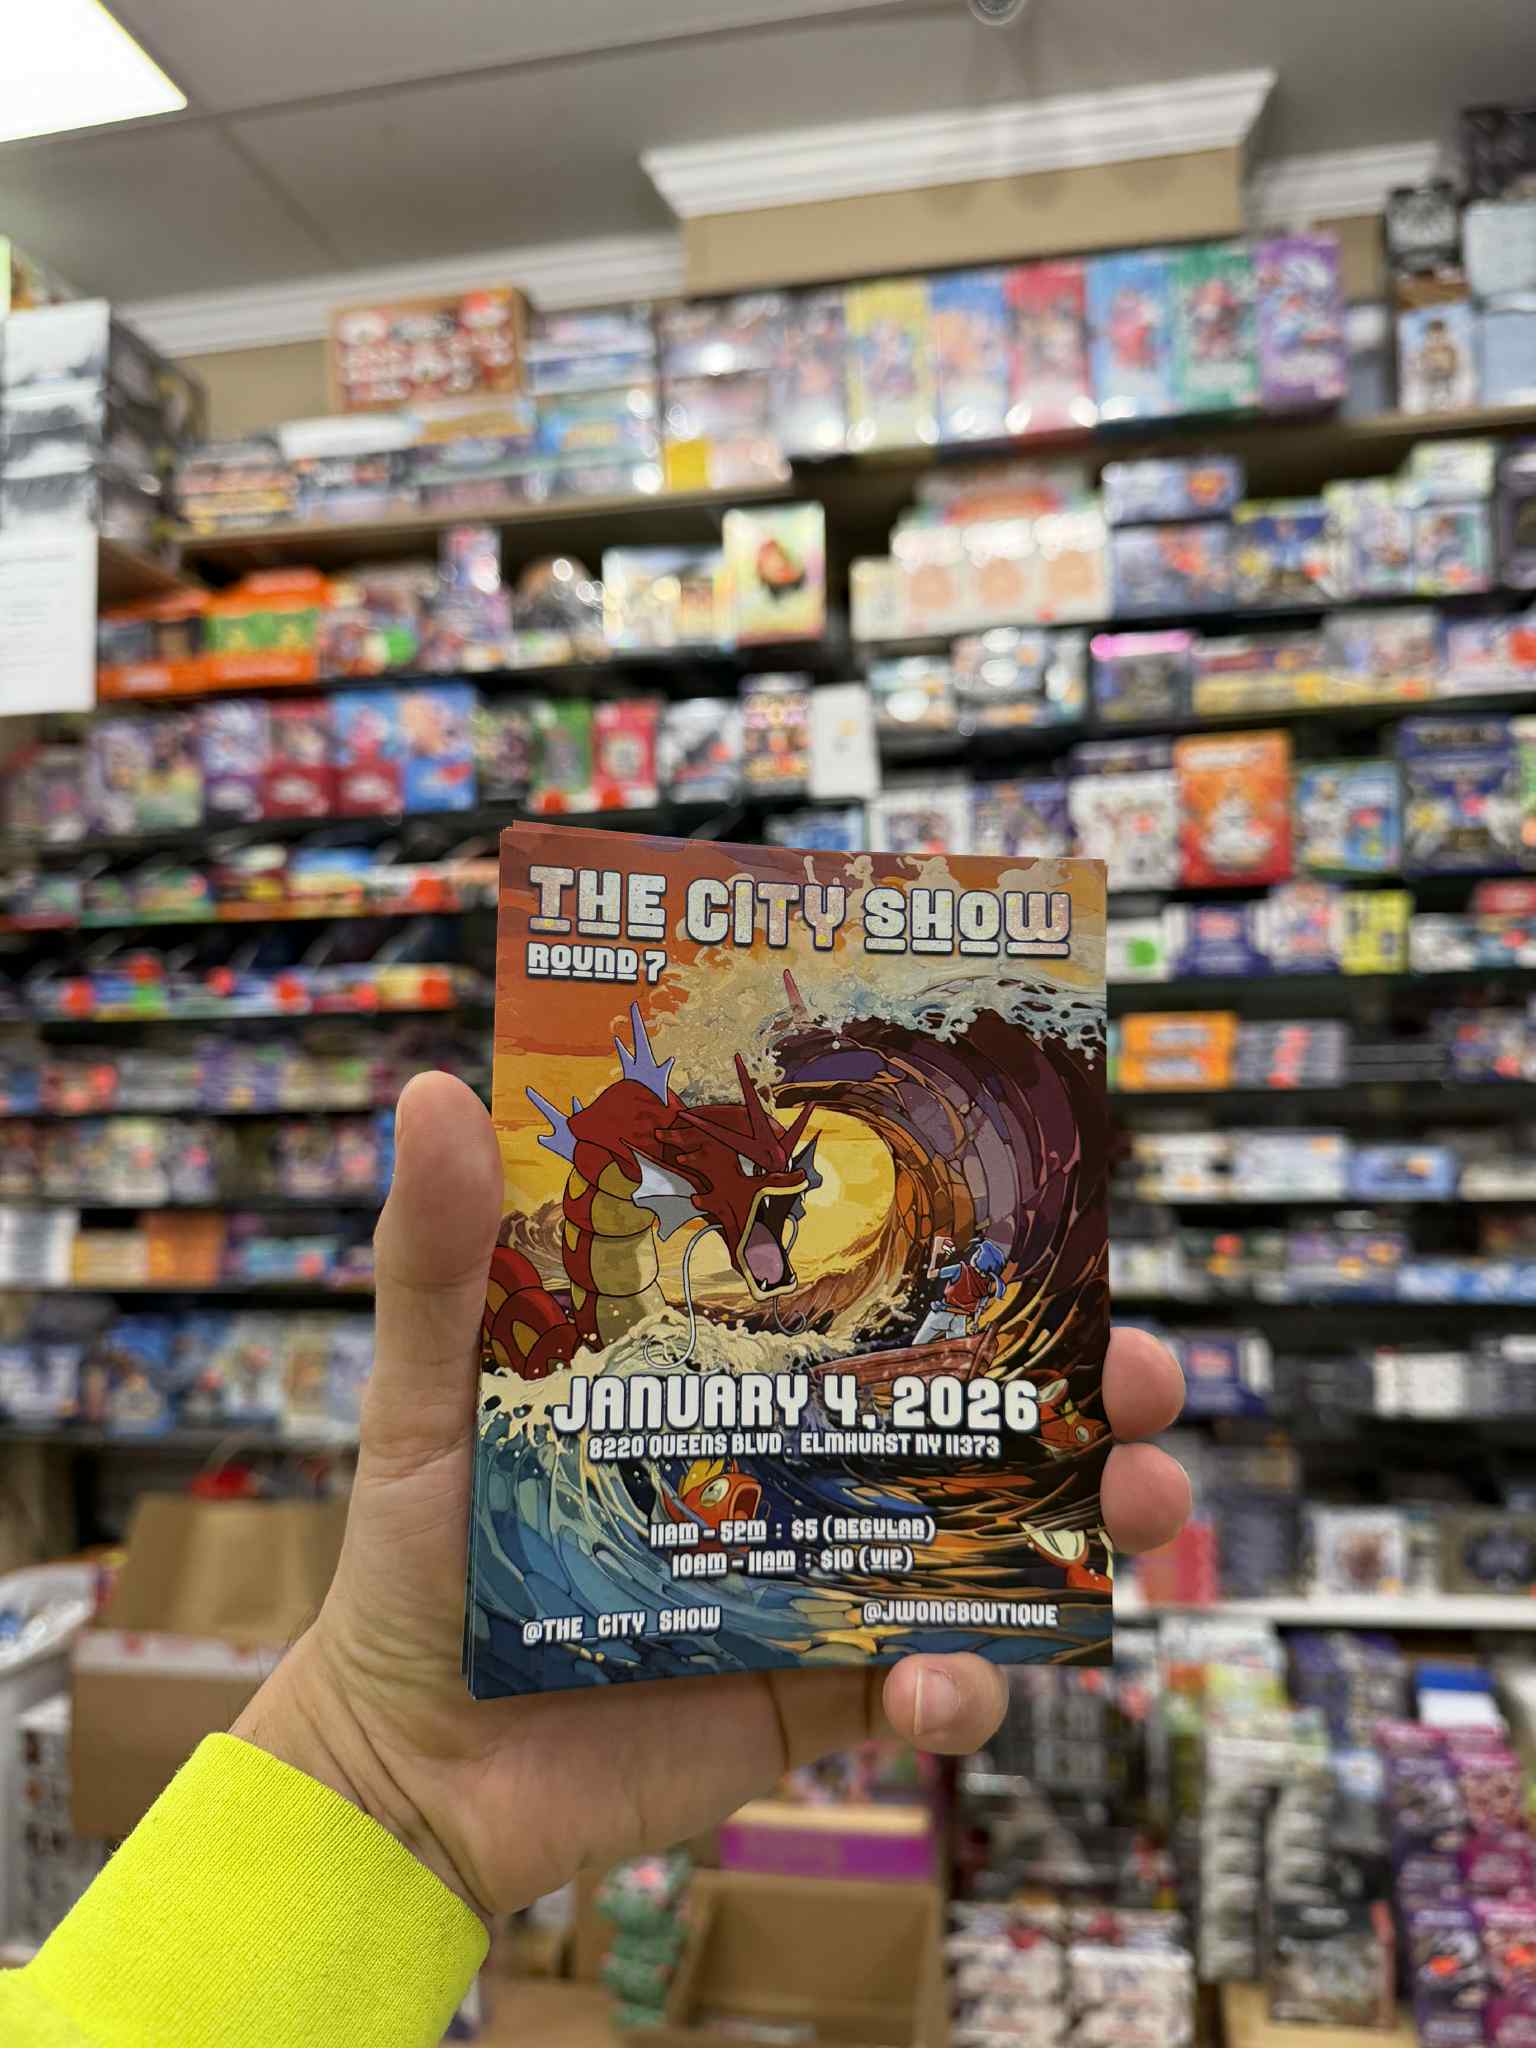 THE CITY SHOW
ROUND 7
JANUARY 4, 2026
8220 QUEENS BLVD . ELMHURST NY 11373
11AM - 5PM : $5 (REGULAR)
10AM - 11AM : $10 (VIP)
@THE_CITY_SHOW
@JWONGBOUTIQUE